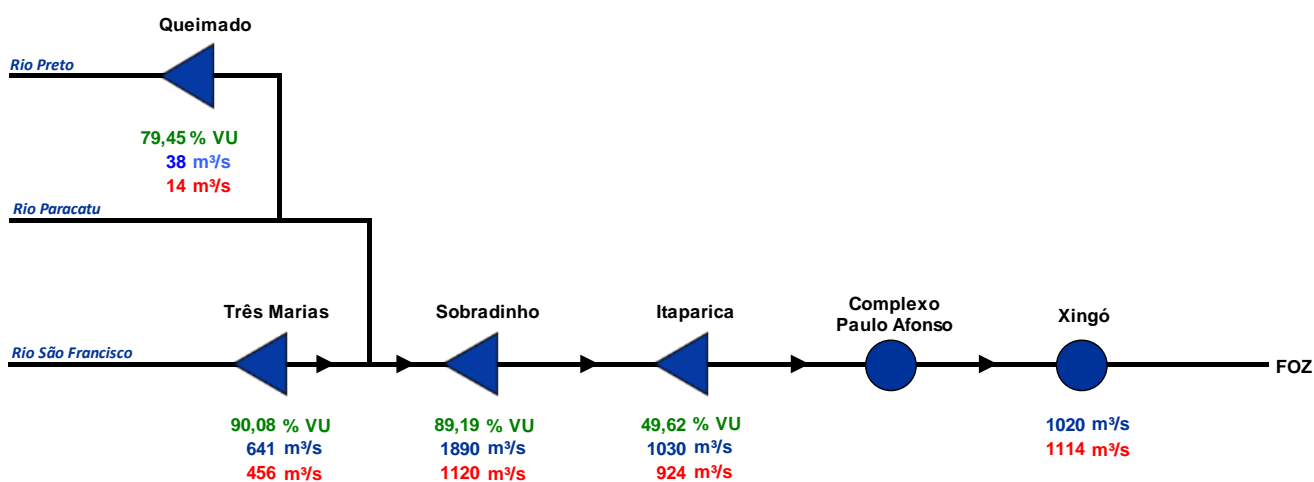 Queimado
Rio Preto
79,45 % VU
38 m³/s
14 m³/s
Rio Paracatu
Três Marias
Sobradinho
Itaparica
Complexo
Paulo Afonso
Xingó
Rio São Francisco
FOZ
90,08 % VU
641 m³/s
456 m³/s
89,19 % VU
1890 m³/s
1120 m³/s
49,62 % VU
1030 m³/s
924 m³/s
1020 m³/s
1114 m³/s